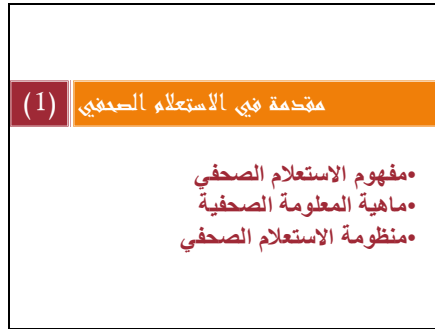 مقدمة في الاستعلام الصحفي (1)
•مفهوم الاستعلام الصحفي
•ماهية المعلومة الصحفية
•منظومة الاستعلام الصحفي